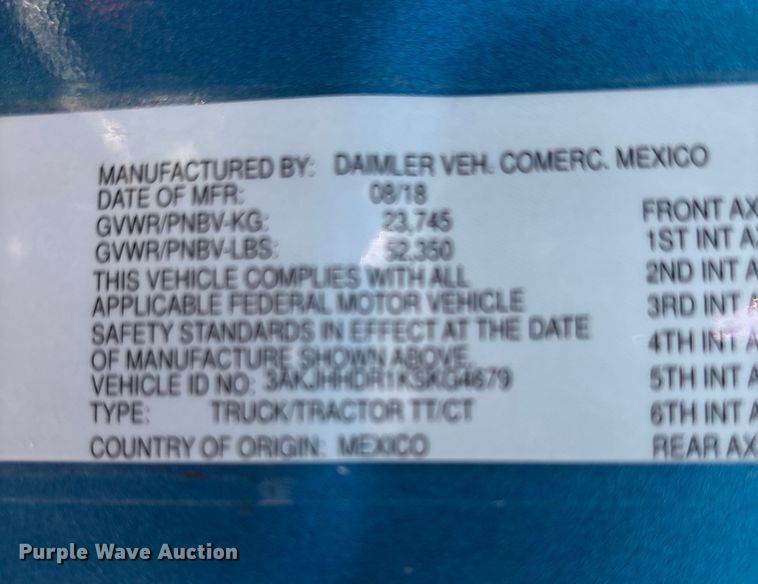 MANUFACTURED BY: DAIMLER VEH. COMERC. MEXICO
DATE OF MFR: 08/18
GVWR/PNBV-KG: 23,745
GVWR/PNBV-LBS: 52,350
THIS VEHICLE COMPLIES WITH ALL
APPLICABLE FEDERAL MOTOR VEHICLE
SAFETY STANDARDS IN EFFECT AT THE DATE
OF MANUFACTURE SHOWN ABOVE.
VEHICLE ID NO: 3AKJHHDR1KSKG4679
TYPE: TRUCK/TRACTOR TT/CT
COUNTRY OF ORIGIN: MEXICO
FRONT AX
1ST INT A
2ND INT A
3RD INT A
4TH INT A
5TH INT A
6TH INT A
REAR AX
Purple Wave Auction